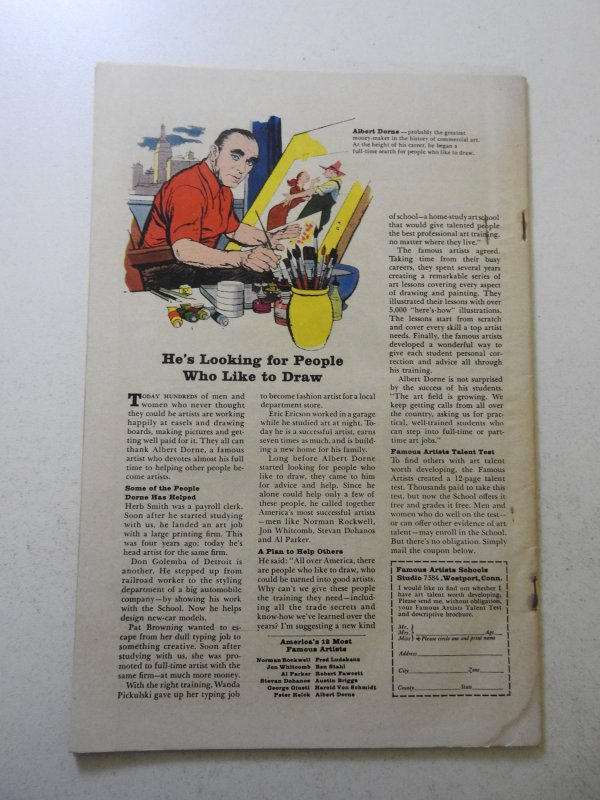 Albert Dorne — probably the greatest
money-maker in the history of commercial art.
At the height of his career, he began a
full-time search for people who like to draw.
He's Looking for People
Who Like to Draw
TODAY HUNDREDS of men and
women who never thought
they could be artists are working
happily at easels and drawing
boards, making pictures and get-
ting well paid for it. They all can
thank Albert Dorne, a famous
artist who devotes almost his full
time to helping other people be-
come artists.
Some of the People
Dorne Has Helped
Herb Smith was a payroll clerk.
Soon after he started studying
with us, he landed an art job
with a large printing firm. This
was four years ago; today he's
head artist for the same firm.
Don Golemba of Detroit is
another. He stepped up from
railroad worker to the styling
department of a big automobile
company—by showing his work
with the School. Now he helps
design new-car models.
Pat Browning wanted to es-
cape from her dull typing job to
something creative. Soon after
studying with us, she was pro-
moted to full-time artist with the
same firm—at much more money.
With the right training, Wanda
Pickulski gave up her typing job
to become fashion artist for a local
department store.
Eric Ericson worked in a garage
while he studied art at night. To-
day he is a successful artist, earns
seven times as much, and is build-
ing a new home for his family.
Long before Albert Dorne
started looking for people who
like to draw, they came to him
for advice and help. Since he
alone could help only a few of
these people, he called together
America's most successful artists
—men like Norman Rockwell,
Jon Whitcomb, Stevan Dohanos
and Al Parker.
A Plan to Help Others
He said: "All over America, there
are people who like to draw, who
could be turned into good artists.
Why can't we give these people
the training they need—includ-
ing all the trade secrets and
know-how we've learned over the
years? I'm suggesting a new kind
America's 12 Most
Famous Artists
Norman Rockwell Fred Ludekens
Jon Whitcomb Ben Stahl
Al Parker Robert Fawcett
Stevan Dohanos Austin Briggs
George Giusti Harold Von Schmidt
Peter Helck Albert Dorne
of school—a home-study art school
that would give talented people
the best professional art training,
no matter where they live."
The famous artists agreed.
Taking time from their busy
careers, they spent several years
creating a remarkable series of
art lessons covering every aspect
of drawing and painting. They
illustrated their lessons with over
5,000 "here's-how" illustrations.
The lessons start from scratch
and cover every skill a top artist
needs. Finally, the famous artists
developed a wonderful way to
give each student personal cor-
rection and advice all through
his training.
Albert Dorne is not surprised
by the success of his students.
"The art field is growing. We
keep getting calls from all over
the country, asking us for prac-
tical, well-trained students who
can step into full-time or part-
time art jobs."
Famous Artists Talent Test
To find others with art talent
worth developing, the Famous
Artists created a 12-page talent
test. Thousands paid to take this
test, but now the School offers it
free and grades it free. Men and
women who do well on the test—
or can offer other evidence of art
talent—may enroll in the School.
But there's no obligation. Simply
mail the coupon below.
Famous Artists Schools
Studio 7384, Westport, Conn.
I would like to find out whether I
have art talent worth developing.
Please send me, without obligation,
your Famous Artists Talent Test
and descriptive brochure.
Mr.
Mrs. Age
Miss Please circle one and print name
Address
City Zone
County State